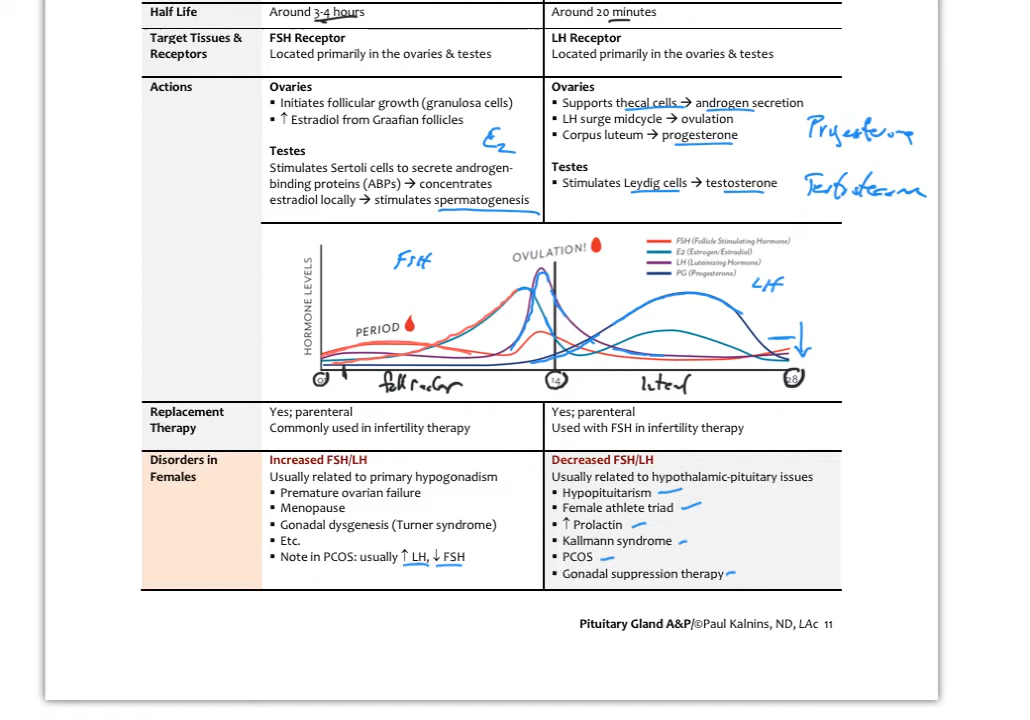 Half Life Around 3-4 hours Around 20 minutes
Target Tissues & FSH Receptor LH Receptor
Receptors Located primarily in the ovaries & testes Located primarily in the ovaries & testes
Actions Ovaries Ovaries
▪ Initiates follicular growth (granulosa cells) ▪ Supports thecal cells → androgen secretion
▪ ↑ Estradiol from Graafian follicles ▪ LH surge midcycle → ovulation
▪ Corpus luteum → progesterone
E2
Progesterone
Testes Testes
Stimulates Sertoli cells to secrete androgen- ▪ Stimulates Leydig cells → testosterone
binding proteins (ABPs) → concentrates
estradiol locally → stimulates spermatogenesis
Testosterone
HORMONE LEVELS
FSH
OVULATION!
FSH (Follicle Stimulating Hormone)
E2 (Estrogen/Estradiol)
LH (Luteinizing Hormone)
PG (Progesterone)
LH
PERIOD
0 14 28
Replacement Yes; parenteral Yes; parenteral
Therapy Commonly used in infertility therapy Used with FSH in infertility therapy
Disorders in Increased FSH/LH Decreased FSH/LH
Females Usually related to primary hypogonadism Usually related to hypothalamic-pituitary issues
▪ Premature ovarian failure ▪ Hypopituitarism
▪ Menopause ▪ Female athlete triad
▪ Gonadal dysgenesis (Turner syndrome) ▪ ↑ Prolactin
▪ Etc. ▪ Kallmann syndrome
▪ Note in PCOS: usually ↑ LH, ↓ FSH ▪ PCOS
▪ Gonadal suppression therapy
Pituitary Gland A&P/©Paul Kalnins, ND, LAc 11